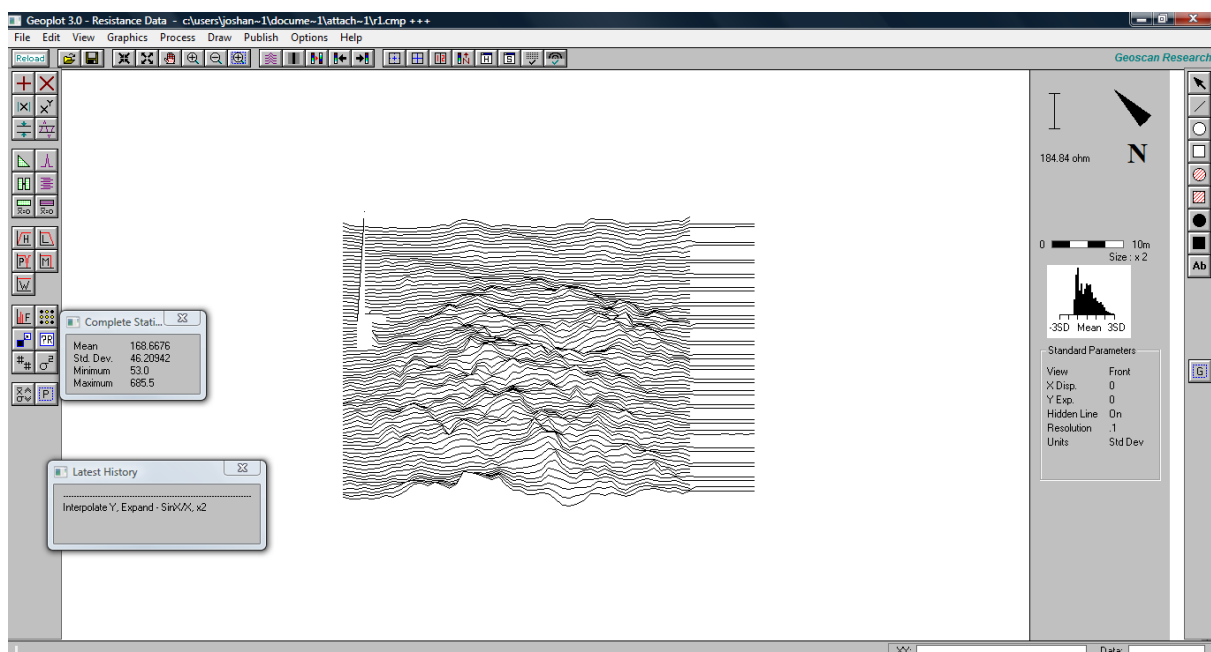 Geoplot 3.0 - Resistance Data - c:\users\joshan~1\docume~1\attach~1\r1.cmp +++
File Edit View Graphics Process Draw Publish Options Help
Reload
Geoscan Research
184.84 ohm
N
0 10m
Size : x 2
-3SD Mean 3SD
Standard Parameters
View Front
X Disp. 0
Y Exp. 0
Hidden Line On
Resolution .1
Units Std Dev
Complete Stati...
Mean 168.6676
Std. Dev. 46.20942
Minimum 53.0
Maximum 685.5
Latest History
Interpolate Y, Expand - SinX/X, x2
Ab
G
XY:
Data: